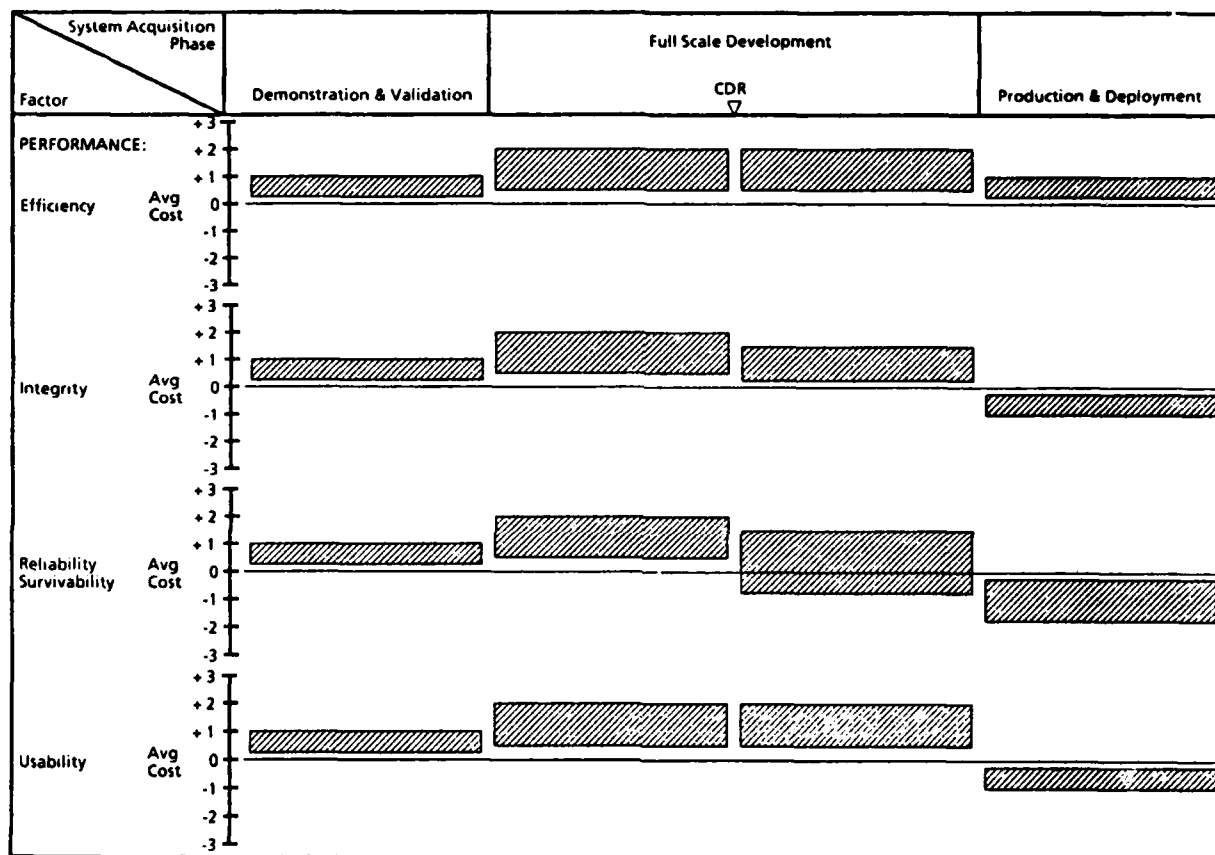 System Acquisition
Phase
Factor
Demonstration & Validation
Full Scale Development
CDR
Production & Deployment
PERFORMANCE:
Efficiency
Avg
Cost
+ 3
+ 2
+ 1
0
-1
-2
-3
Integrity
Avg
Cost
+ 3
+ 2
+ 1
0
-1
-2
-3
Reliability
Survivability
Avg
Cost
+ 3
+ 2
+ 1
0
-1
-2
-3
Usability
Avg
Cost
+ 3
+ 2
+ 1
0
-1
-2
-3